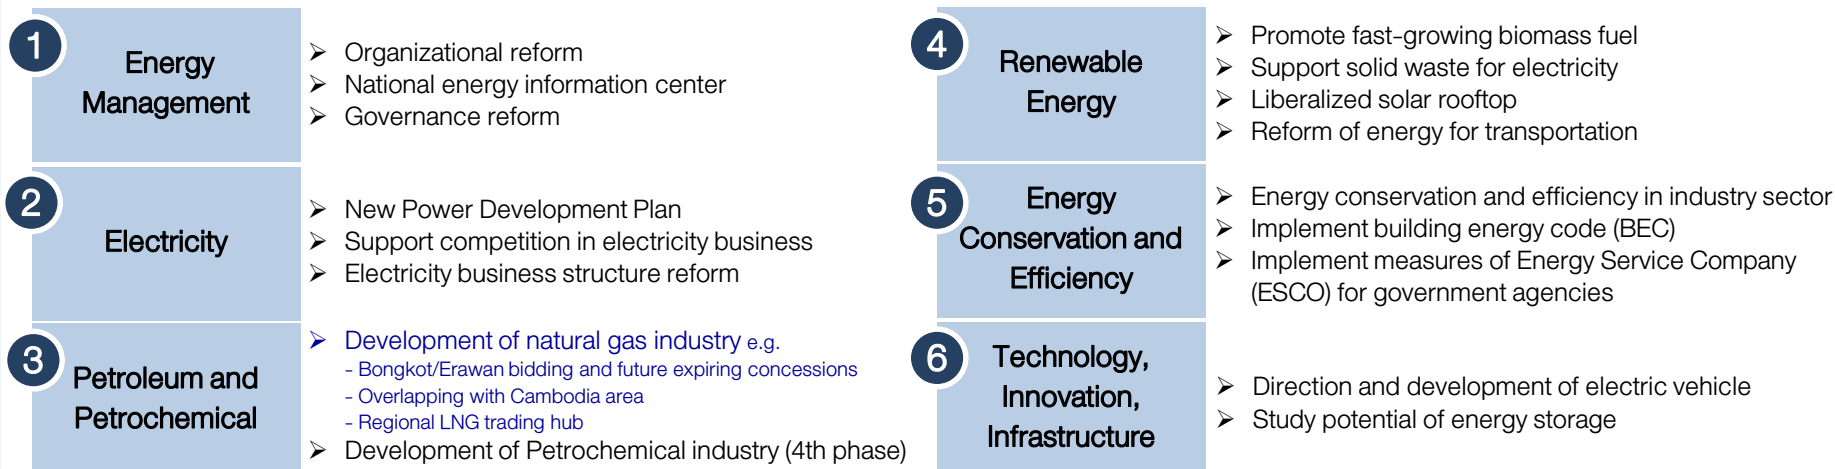 1
Energy
Management
➢ Organizational reform
➢ National energy information center
➢ Governance reform
2
Electricity
➢ New Power Development Plan
➢ Support competition in electricity business
➢ Electricity business structure reform
3
Petroleum and
Petrochemical
➢ Development of natural gas industry e.g.
- Bongkot/Erawan bidding and future expiring concessions
- Overlapping with Cambodia area
- Regional LNG trading hub
➢ Development of Petrochemical industry (4th phase)
4
Renewable
Energy
➢ Promote fast-growing biomass fuel
➢ Support solid waste for electricity
➢ Liberalized solar rooftop
➢ Reform of energy for transportation
5
Energy
Conservation and
Efficiency
➢ Energy conservation and efficiency in industry sector
➢ Implement building energy code (BEC)
➢ Implement measures of Energy Service Company
(ESCO) for government agencies
6
Technology,
Innovation,
Infrastructure
➢ Direction and development of electric vehicle
➢ Study potential of energy storage